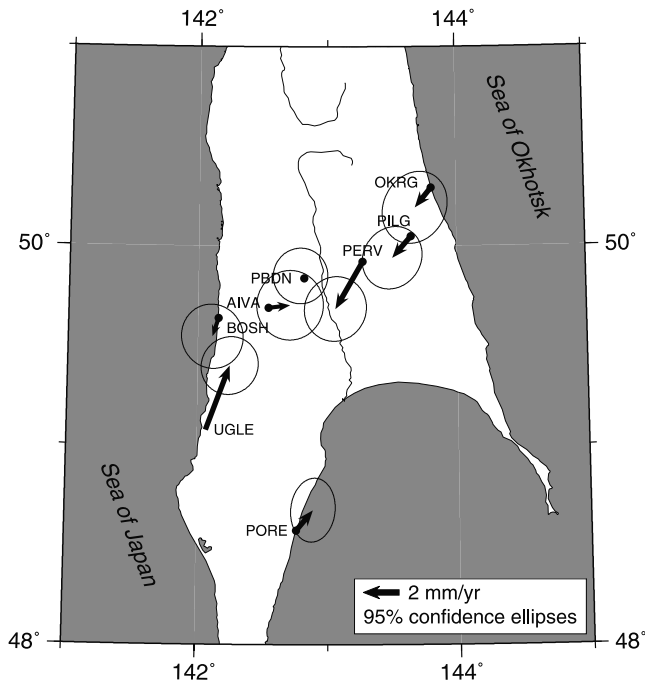 142°
144°
Sea of Okhotsk
OKRG
PILG
50°
50°
PERV
PBDN
AIVA
BOSH
UGLE
Sea of Japan
PORE
2 mm/yr
95% confidence ellipses
48°
48°
142°
144°